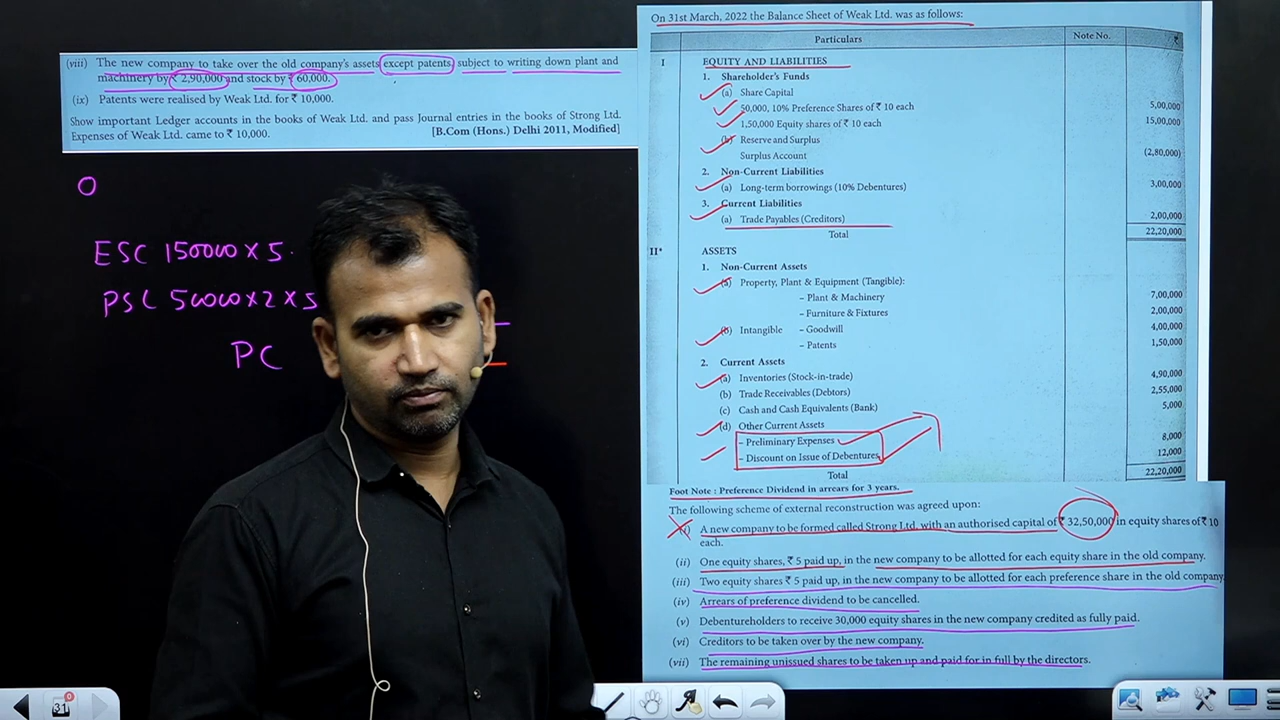 (viii) The new company to take over the old company's assets except patents, subject to writing down plant and
machinery by ₹ 2,90,000 and stock by ₹ 60,000.
(ix) Patents were realised by Weak Ltd. for ₹ 10,000.
Show important Ledger accounts in the books of Weak Ltd. and pass Journal entries in the books of Strong Ltd.
Expenses of Weak Ltd. came to ₹ 10,000. [B.Com (Hons.) Delhi 2011, Modified]
O
ESC 150000 × 5
PSC 50000 × 2 × 5
PC
On 31st March, 2022 the Balance Sheet of Weak Ltd. was as follows:
Particulars Note No. ₹
I EQUITY AND LIABILITIES
1. Shareholder's Funds
(a) Share Capital
50,000, 10% Preference Shares of ₹ 10 each 5,00,000
1,50,000 Equity shares of ₹ 10 each 15,00,000
(b) Reserve and Surplus
Surplus Account (2,80,000)
2. Non-Current Liabilities
(a) Long-term borrowings (10% Debentures) 3,00,000
3. Current Liabilities
(a) Trade Payables (Creditors) 2,00,000
Total 22,20,000
II* ASSETS
1. Non-Current Assets
(a) Property, Plant & Equipment (Tangible):
– Plant & Machinery 7,00,000
– Furniture & Fixtures 2,00,000
(b) Intangible – Goodwill 4,00,000
– Patents 1,50,000
2. Current Assets
(a) Inventories (Stock-in-trade) 4,90,000
(b) Trade Receivables (Debtors) 2,55,000
(c) Cash and Cash Equivalents (Bank) 5,000
(d) Other Current Assets
– Preliminary Expenses 8,000
– Discount on Issue of Debentures 12,000
Total 22,20,000
Foot Note : Preference Dividend in arrears for 3 years.
The following scheme of external reconstruction was agreed upon:
(i) A new company to be formed called Strong Ltd. with an authorised capital of ₹ 32,50,000 in equity shares of ₹ 10
each.
(ii) One equity shares, ₹ 5 paid up, in the new company to be allotted for each equity share in the old company.
(iii) Two equity shares ₹ 5 paid up, in the new company to be allotted for each preference share in the old company
(iv) Arrears of preference dividend to be cancelled.
(v) Debentureholders to receive 30,000 equity shares in the new company credited as fully paid.
(vi) Creditors to be taken over by the new company.
(vii) The remaining unissued shares to be taken up and paid for in full by the directors.
31
0